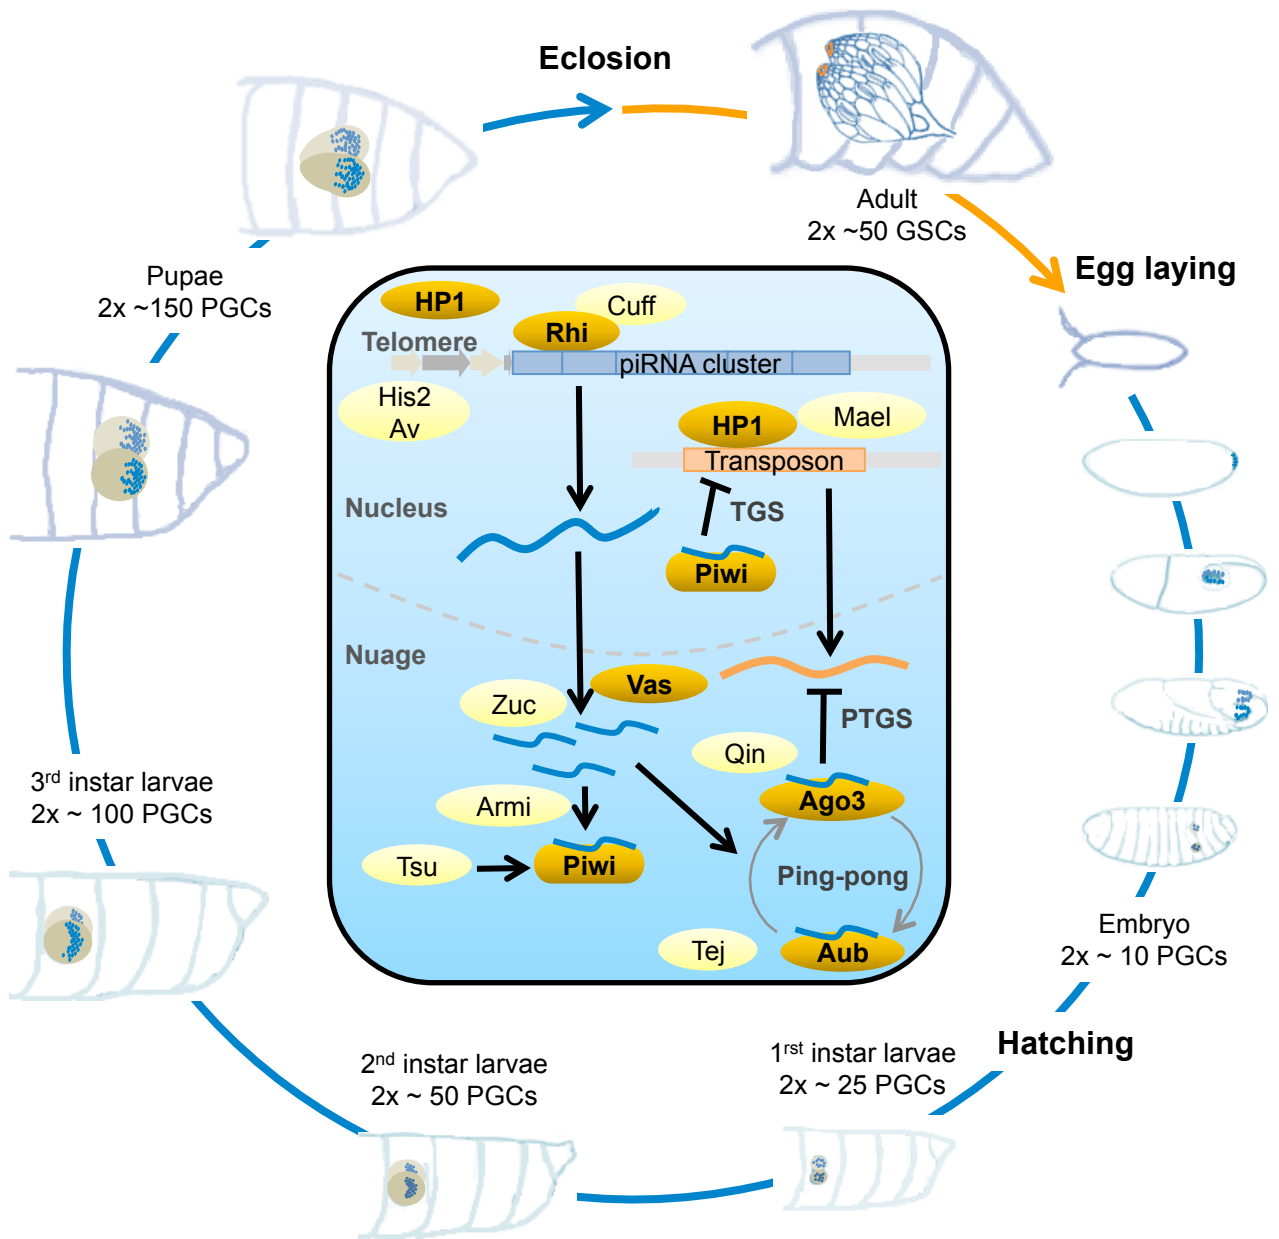 Eclosion
Adult
2x ~50 GSCs
Egg laying
Pupae
2x ~150 PGCs
HP1
Cuff
Rhi
Telomere
piRNA cluster
His2
Av
HP1
Mael
Transposon
Nucleus
TGS
Piwi
Nuage
Vas
Zuc
PTGS
Qin
Ago3
Armi
Tsu
Piwi
Ping-pong
Tej
Aub
3rd instar larvae
2x ~ 100 PGCs
Embryo
2x ~ 10 PGCs
Hatching
1rst instar larvae
2x ~ 25 PGCs
2nd instar larvae
2x ~ 50 PGCs